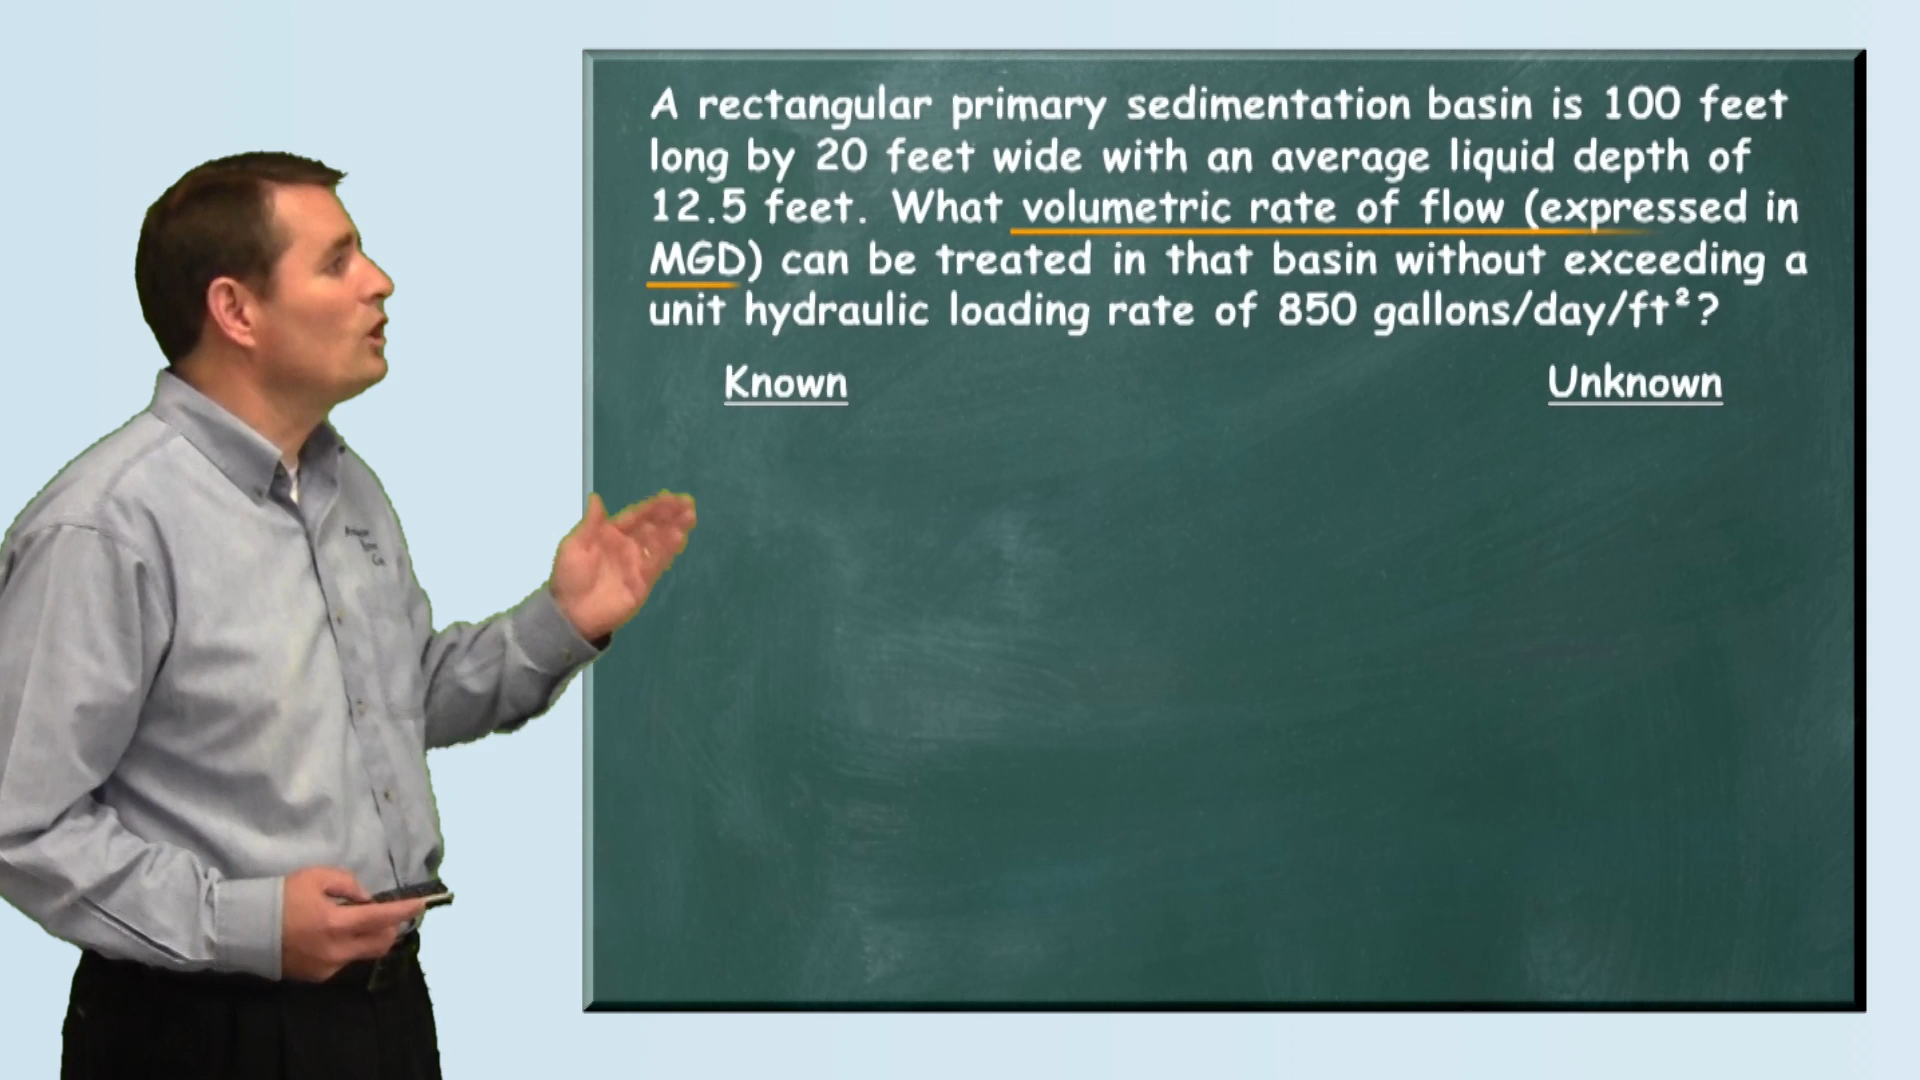 A rectangular primary sedimentation basin is 100 feet
long by 20 feet wide with an average liquid depth of
12.5 feet. What volumetric rate of flow (expressed in
MGD) can be treated in that basin without exceeding a
unit hydraulic loading rate of 850 gallons/day/ft²?
Known
Unknown